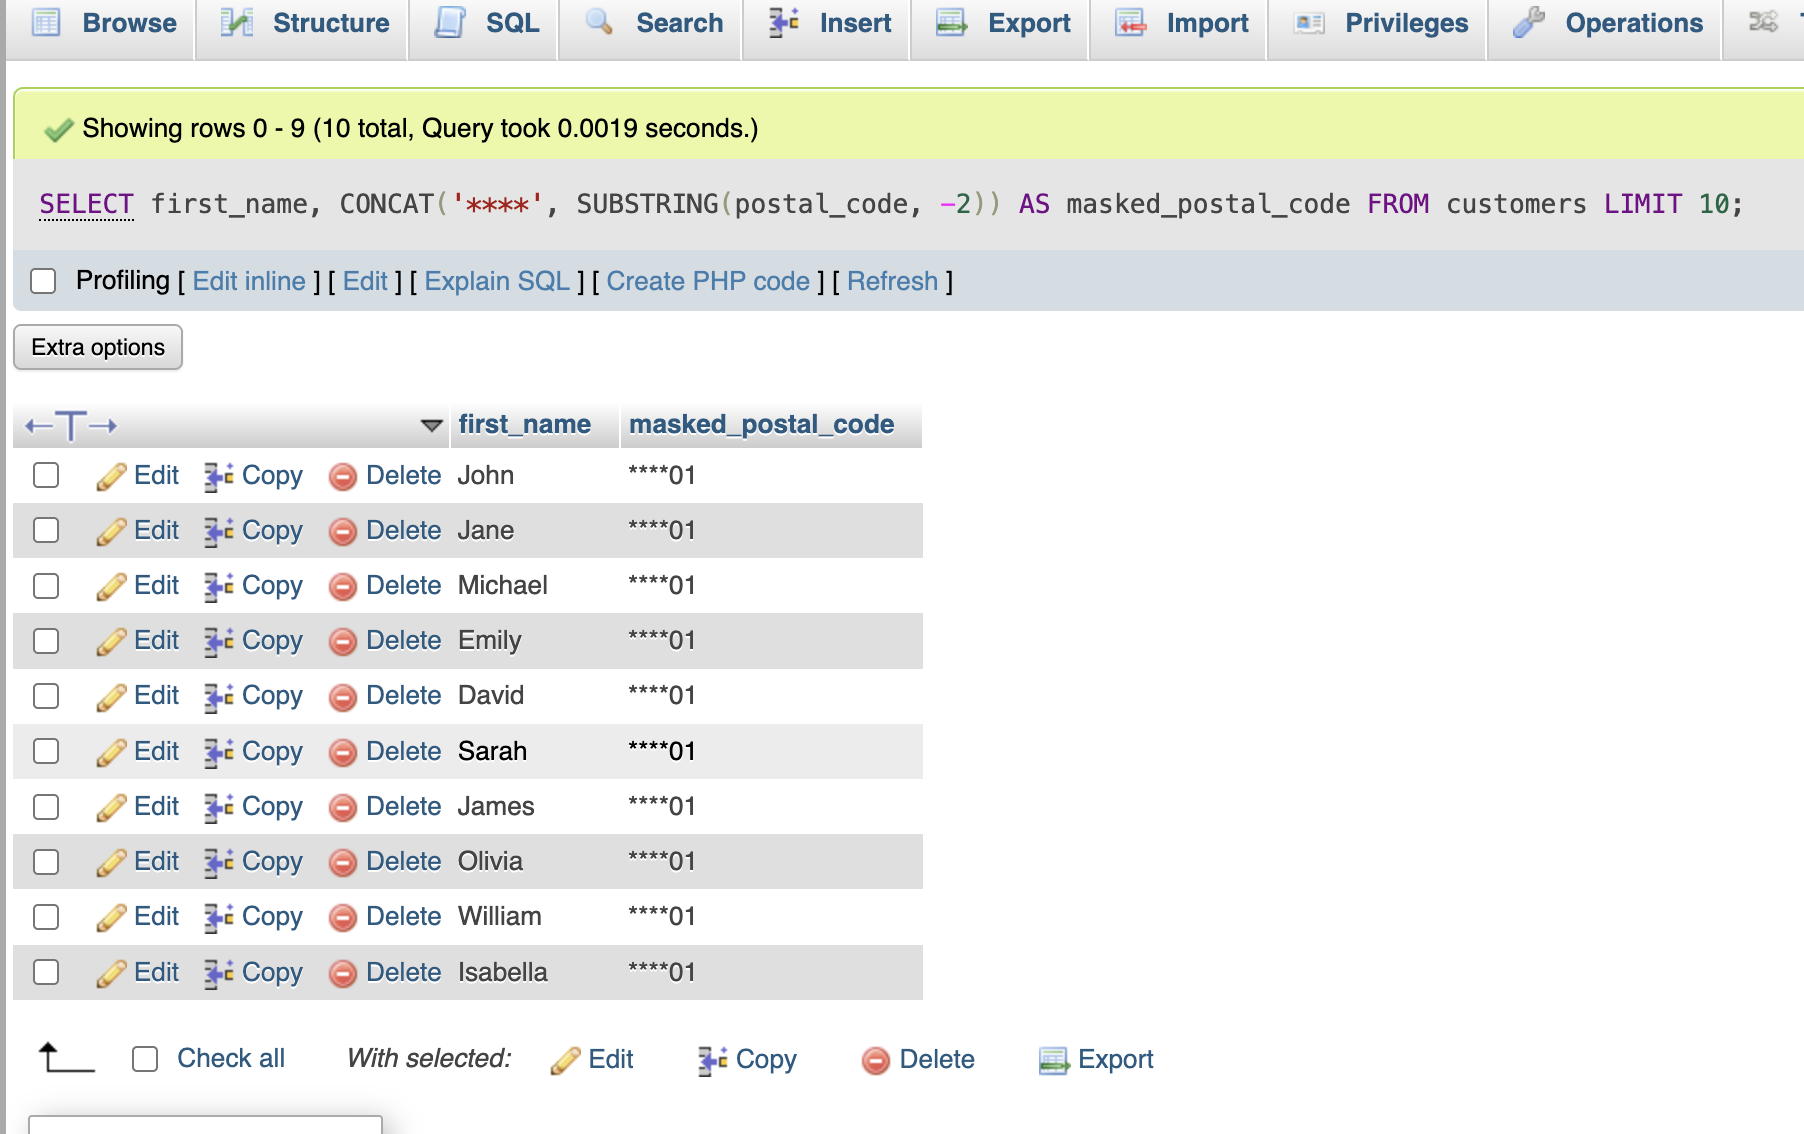 Browse Structure SQL Search Insert Export Import Privileges Operations
Showing rows 0 - 9 (10 total, Query took 0.0019 seconds.)
SELECT first_name, CONCAT('****', SUBSTRING(postal_code, -2)) AS masked_postal_code FROM customers LIMIT 10;
Profiling [ Edit inline ] [ Edit ] [ Explain SQL ] [ Create PHP code ] [ Refresh ]
Extra options
←T→ first_name masked_postal_code
Edit Copy Delete John ****01
Edit Copy Delete Jane ****01
Edit Copy Delete Michael ****01
Edit Copy Delete Emily ****01
Edit Copy Delete David ****01
Edit Copy Delete Sarah ****01
Edit Copy Delete James ****01
Edit Copy Delete Olivia ****01
Edit Copy Delete William ****01
Edit Copy Delete Isabella ****01
Check all With selected: Edit Copy Delete Export